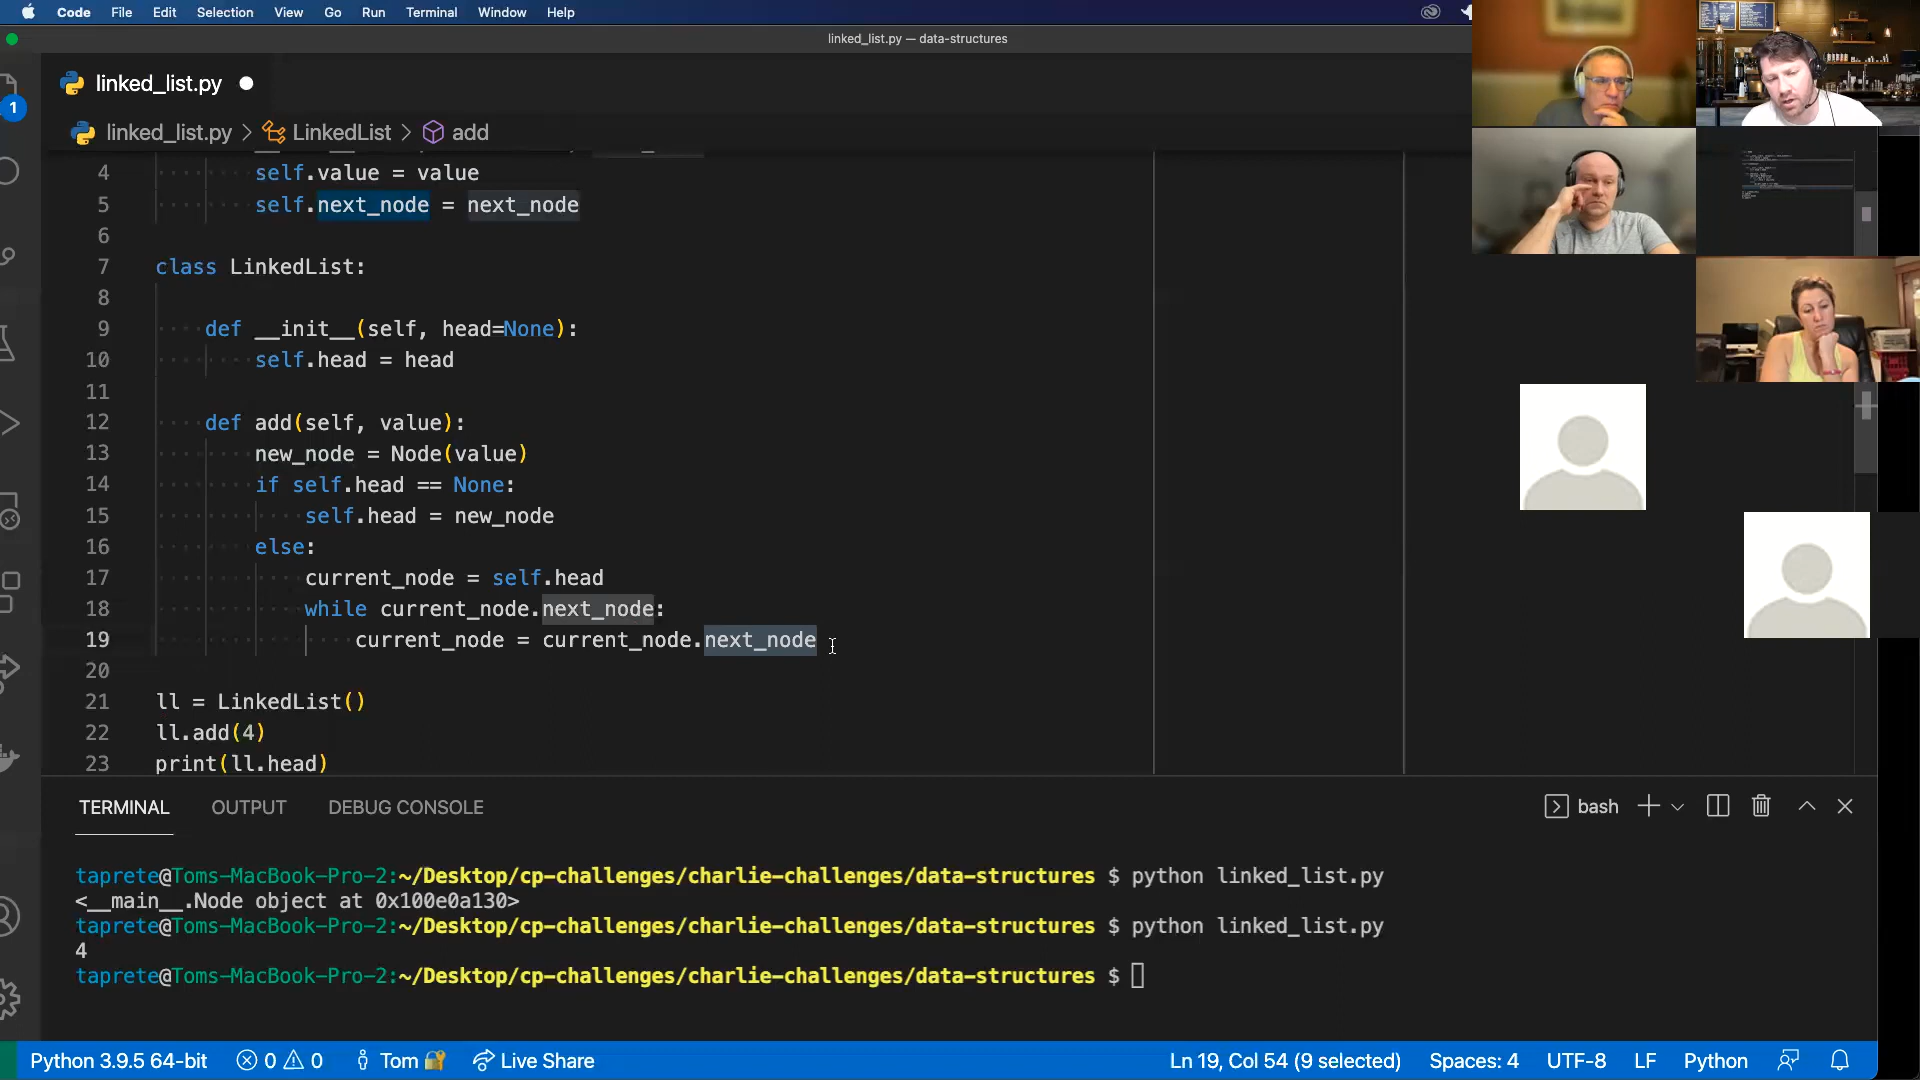 Code File Edit Selection View Go Run Terminal Window Help
linked_list.py — data-structures
linked_list.py
linked_list.py > LinkedList > add
1
4 self.value = value
5 self.next_node = next_node
6
7 class LinkedList:
8
9 def __init__(self, head=None):
10 self.head = head
11
12 def add(self, value):
13 new_node = Node(value)
14 if self.head == None:
15 self.head = new_node
16 else:
17 current_node = self.head
18 while current_node.next_node:
19 current_node = current_node.next_node
20
21 ll = LinkedList()
22 ll.add(4)
23 print(ll.head)
TERMINAL OUTPUT DEBUG CONSOLE
bash
taprete@Toms-MacBook-Pro-2:~/Desktop/cp-challenges/charlie-challenges/data-structures $ python linked_list.py
<__main__.Node object at 0x100e0a130>
taprete@Toms-MacBook-Pro-2:~/Desktop/cp-challenges/charlie-challenges/data-structures $ python linked_list.py
4
taprete@Toms-MacBook-Pro-2:~/Desktop/cp-challenges/charlie-challenges/data-structures $
Python 3.9.5 64-bit 0 0 Tom Live Share Ln 19, Col 54 (9 selected) Spaces: 4 UTF-8 LF Python